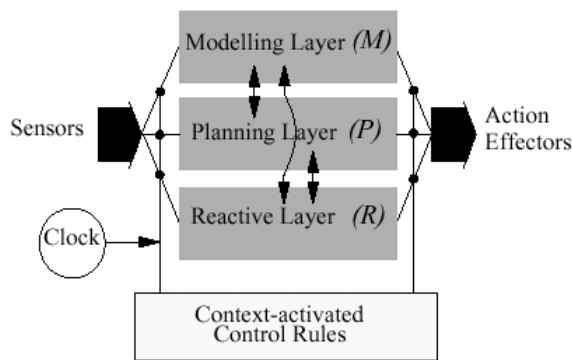 Modelling Layer (M)
Sensors
Planning Layer (P)
Action
Effectors
Reactive Layer (R)
Clock
Context-activated
Control Rules